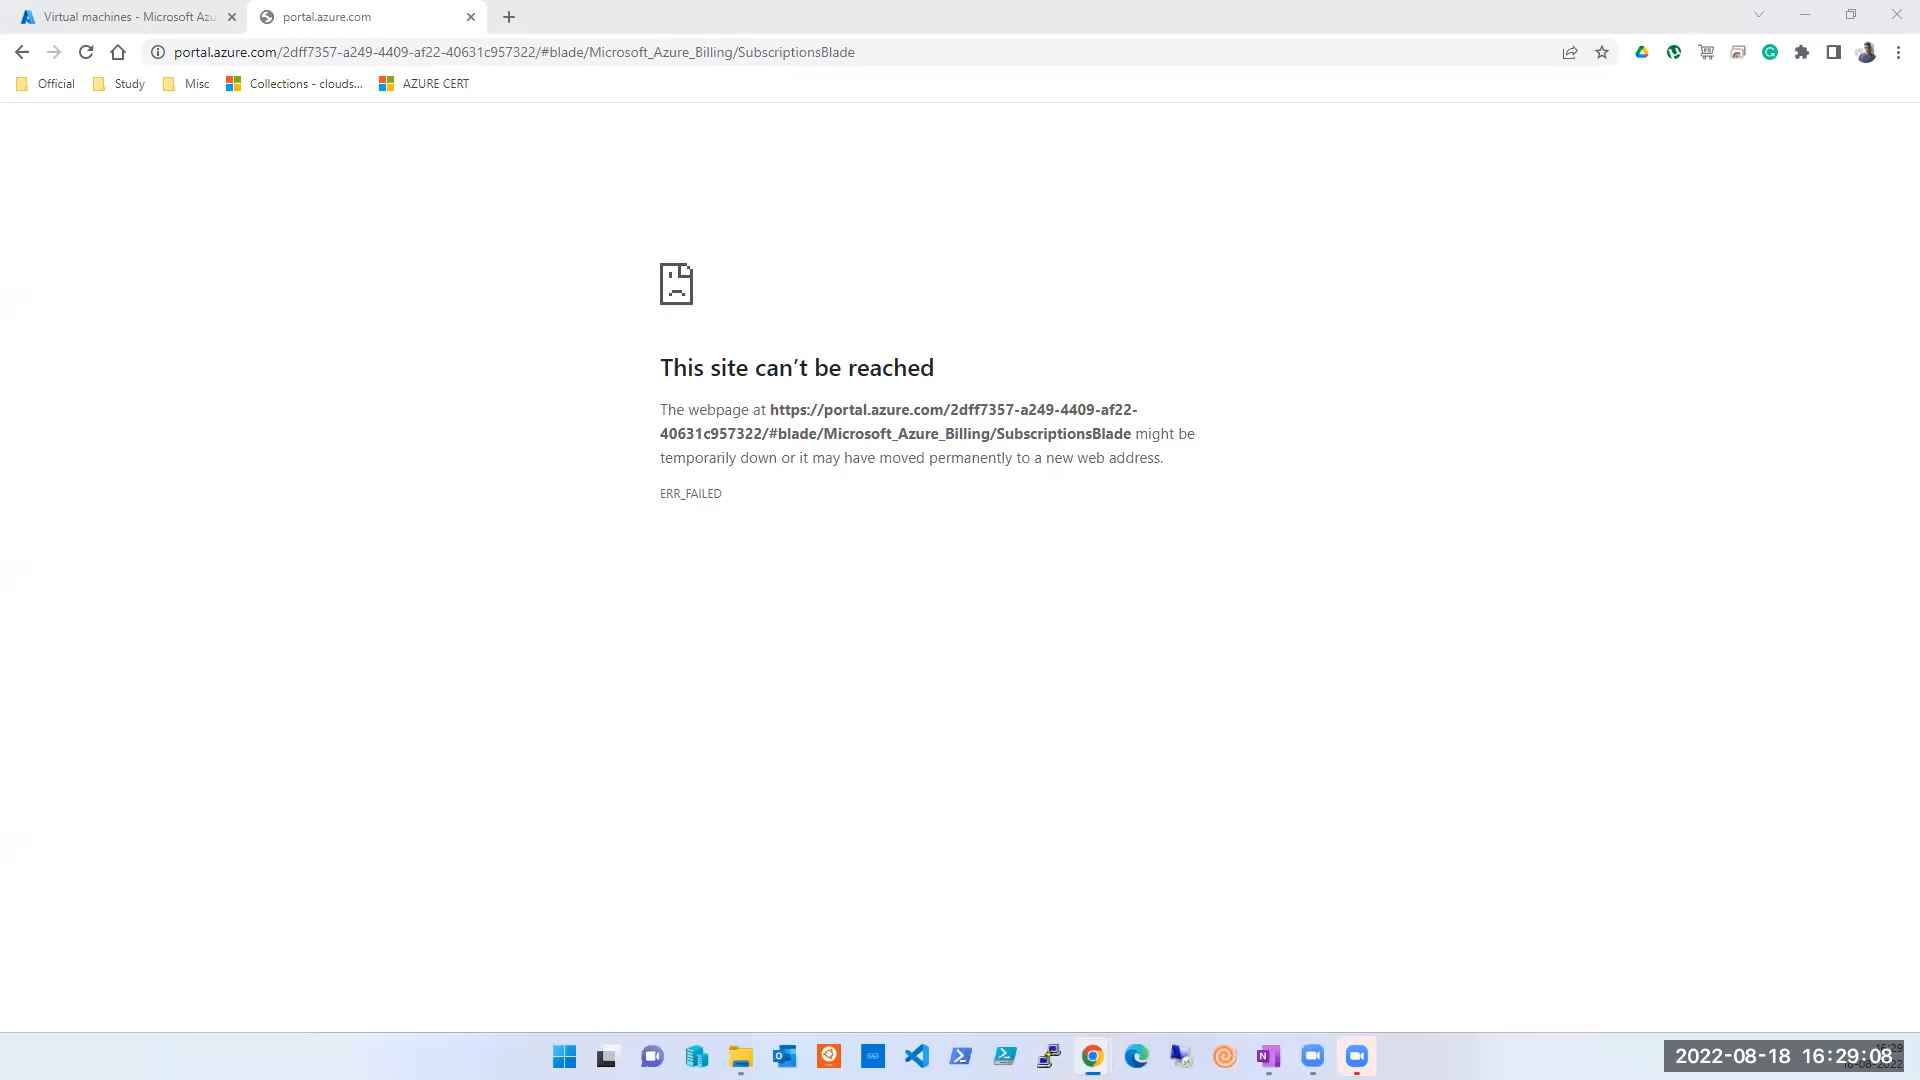 Virtual machines - Microsoft Azu
portal.azure.com
portal.azure.com/2dff7357-a249-4409-af22-40631c957322/#blade/Microsoft_Azure_Billing/SubscriptionsBlade
Official
Study
Misc
Collections - clouds...
AZURE CERT
This site can't be reached
The webpage at https://portal.azure.com/2dff7357-a249-4409-af22-
40631c957322/#blade/Microsoft_Azure_Billing/SubscriptionsBlade might be
temporarily down or it may have moved permanently to a new web address.
ERR_FAILED
2022-08-18 16:29:08